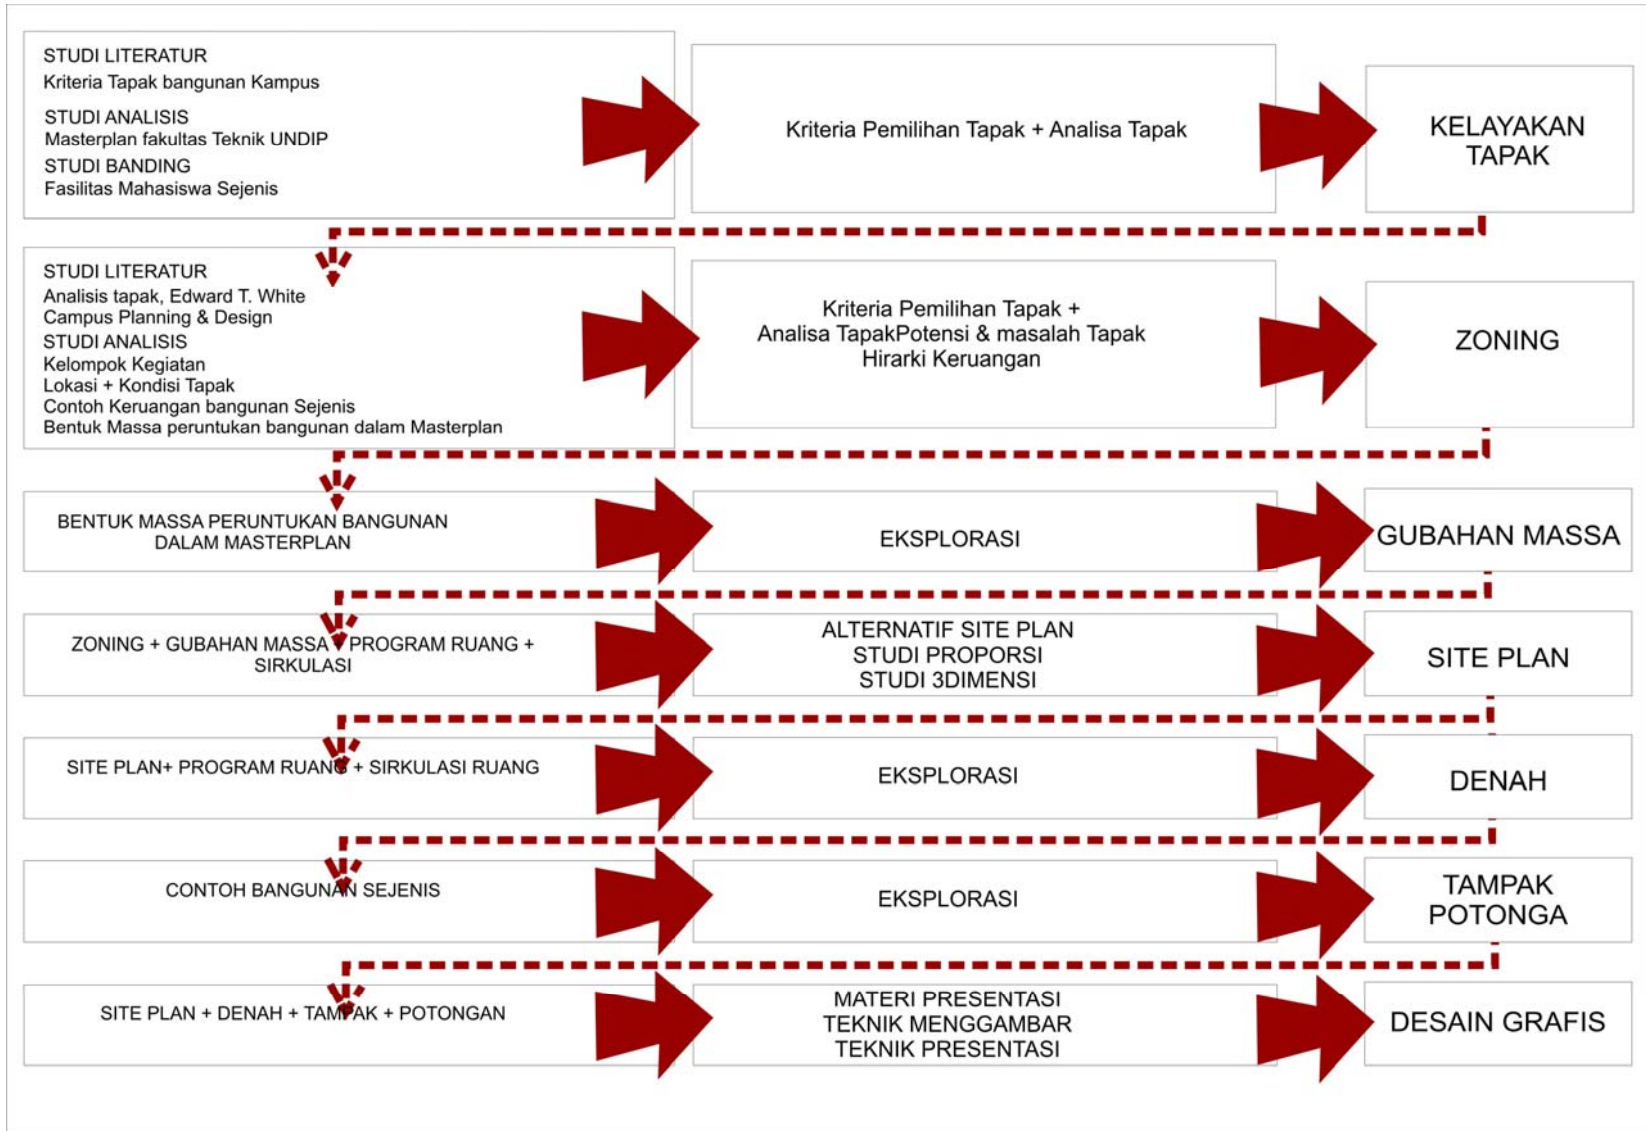 STUDI LITERATUR
Kriteria Tapak bangunan Kampus
STUDI ANALISIS
Masterplan fakultas Teknik UNDIP
STUDI BANDING
Fasilitas Mahasiswa Sejenis
Kriteria Pemilihan Tapak + Analisa Tapak
KELAYAKAN
TAPAK
STUDI LITERATUR
Analisis tapak, Edward T. White
Campus Planning & Design
STUDI ANALISIS
Kelompok Kegiatan
Lokasi + Kondisi Tapak
Contoh Keruangan bangunan Sejenis
Bentuk Massa peruntukan bangunan dalam Masterplan
Kriteria Pemilihan Tapak +
Analisa TapakPotensi & masalah Tapak
Hirarki Keruangan
ZONING
BENTUK MASSA PERUNTUKAN BANGUNAN
DALAM MASTERPLAN
EKSPLORASI
GUBAHAN MASSA
ZONING + GUBAHAN MASSA + PROGRAM RUANG +
SIRKULASI
ALTERNATIF SITE PLAN
STUDI PROPORSI
STUDI 3DIMENSI
SITE PLAN
SITE PLAN+ PROGRAM RUANG + SIRKULASI RUANG
EKSPLORASI
DENAH
CONTOH BANGUNAN SEJENIS
EKSPLORASI
TAMPAK
POTONGA
SITE PLAN + DENAH + TAMPAK + POTONGAN
MATERI PRESENTASI
TEKNIK MENGGAMBAR
TEKNIK PRESENTASI
DESAIN GRAFIS